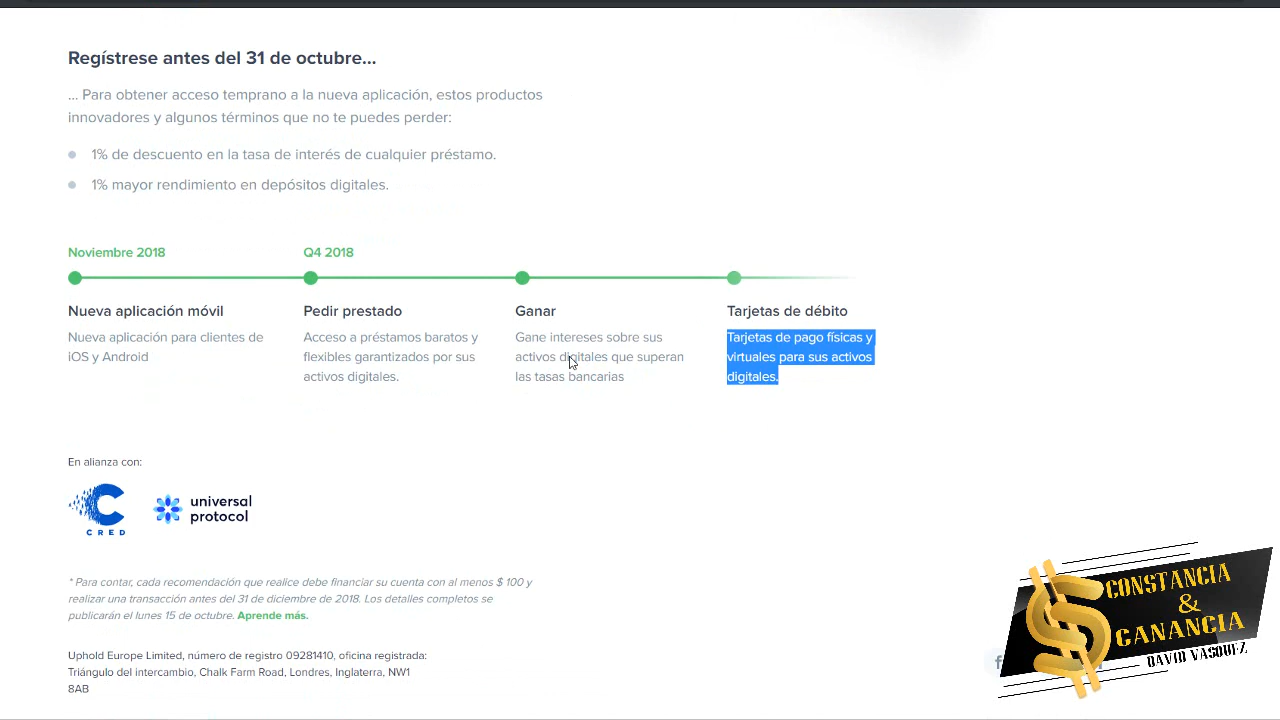 Regístrese antes del 31 de octubre...
... Para obtener acceso temprano a la nueva aplicación, estos productos
innovadores y algunos términos que no te puedes perder:
1% de descuento en la tasa de interés de cualquier préstamo.
1% mayor rendimiento en depósitos digitales.
Noviembre 2018
Q4 2018
Nueva aplicación móvil
Nueva aplicación para clientes de
iOS y Android
Pedir prestado
Acceso a préstamos baratos y
flexibles garantizados por sus
activos digitales.
Ganar
Gane intereses sobre sus
activos digitales que superan
las tasas bancarias
Tarjetas de débito
Tarjetas de pago físicas y
virtuales para sus activos
digitales.
En alianza con:
CRED
universal
protocol
* Para contar, cada recomendación que realice debe financiar su cuenta con al menos $ 100 y
realizar una transacción antes del 31 de diciembre de 2018. Los detalles completos se
publicarán el lunes 15 de octubre. Aprende más.
Uphold Europe Limited, número de registro 09281410, oficina registrada:
Triángulo del intercambio, Chalk Farm Road, Londres, Inglaterra, NW1
8AB
CONSTANCIA
&
GANANCIA
DAVID VASQUEZ